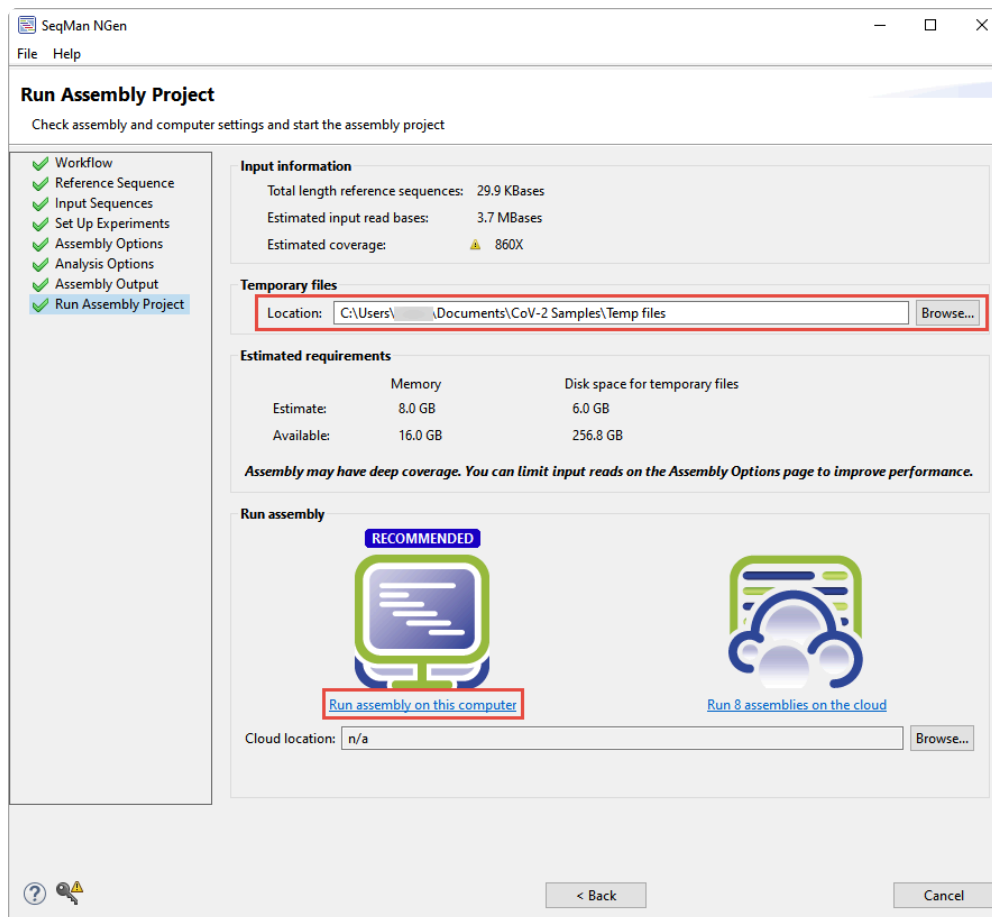 SeqMan NGen
File Help
Run Assembly Project
Check assembly and computer settings and start the assembly project
Workflow
Reference Sequence
Input Sequences
Set Up Experiments
Assembly Options
Analysis Options
Assembly Output
Run Assembly Project
Input information
Total length reference sequences: 29.9 KBases
Estimated input read bases: 3.7 MBases
Estimated coverage: 860X
Temporary files
Location: C:\Users\ \Documents\CoV-2 Samples\Temp files Browse...
Estimated requirements
Memory Disk space for temporary files
Estimate: 8.0 GB 6.0 GB
Available: 16.0 GB 256.8 GB
Assembly may have deep coverage. You can limit input reads on the Assembly Options page to improve performance.
Run assembly
RECOMMENDED
Run assembly on this computer Run 8 assemblies on the cloud
Cloud location: n/a Browse...
? < Back Cancel